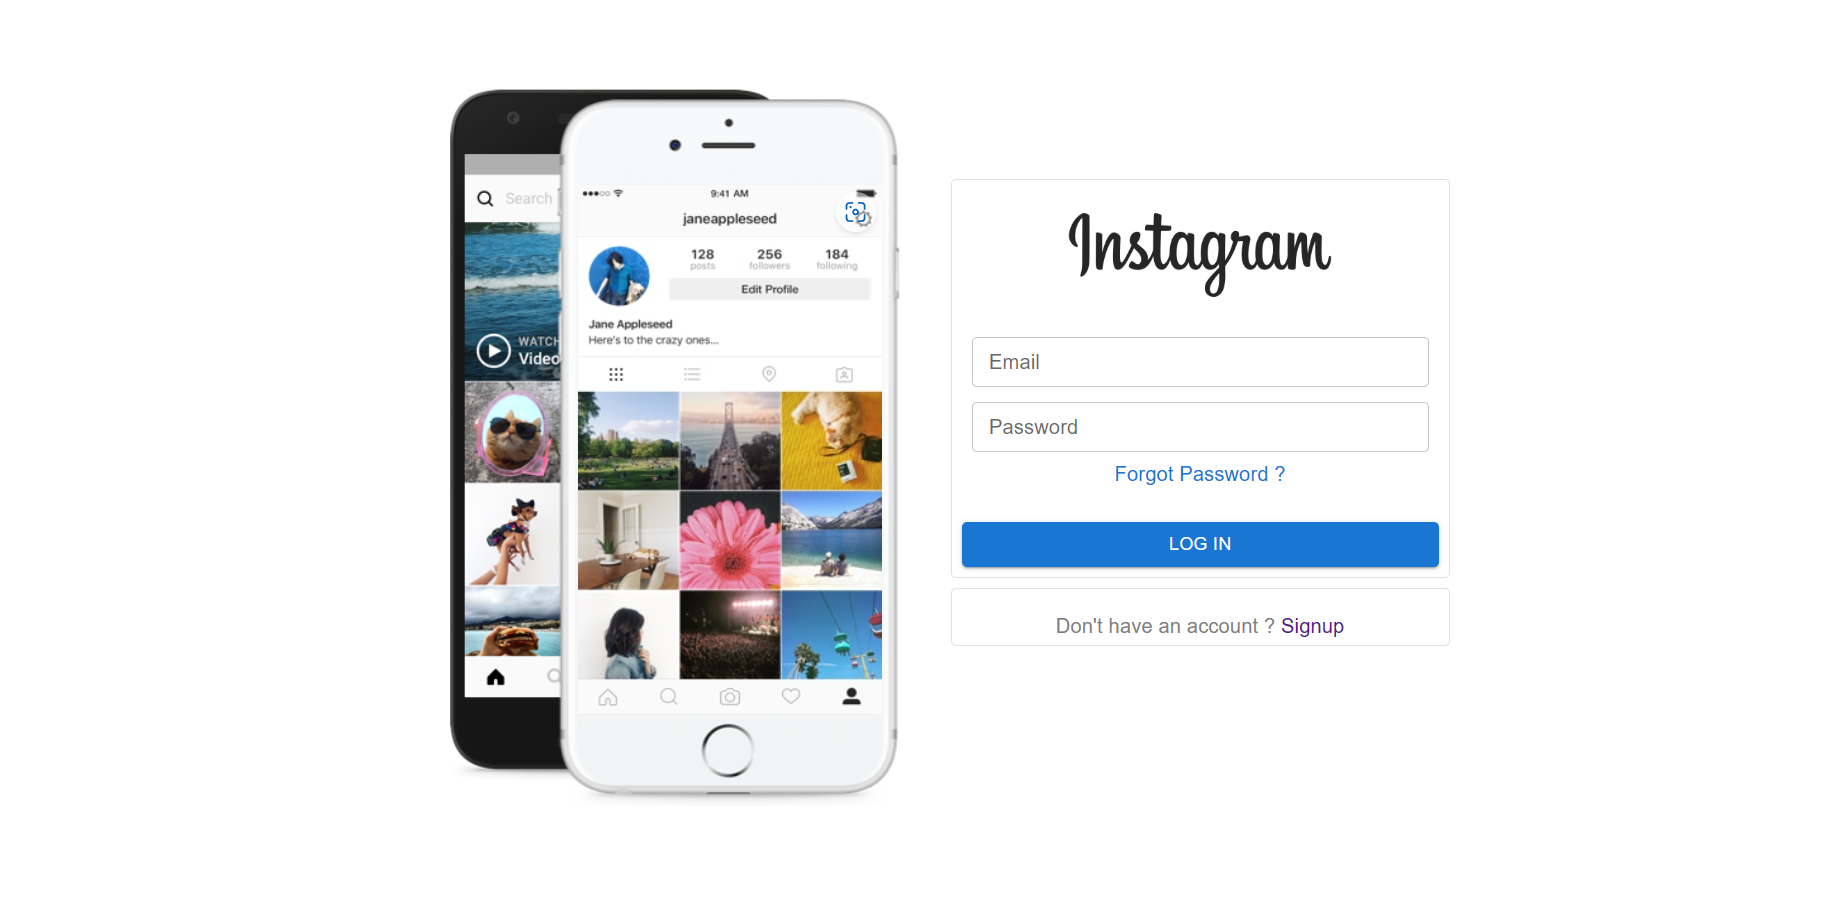 Search
WATCH
Video
9:41 AM
janeappleseed
128
posts
256
followers
184
following
Edit Profile
Jane Appleseed
Here's to the crazy ones...
Instagram
Email
Password
Forgot Password ?
LOG IN
Don't have an account ? Signup